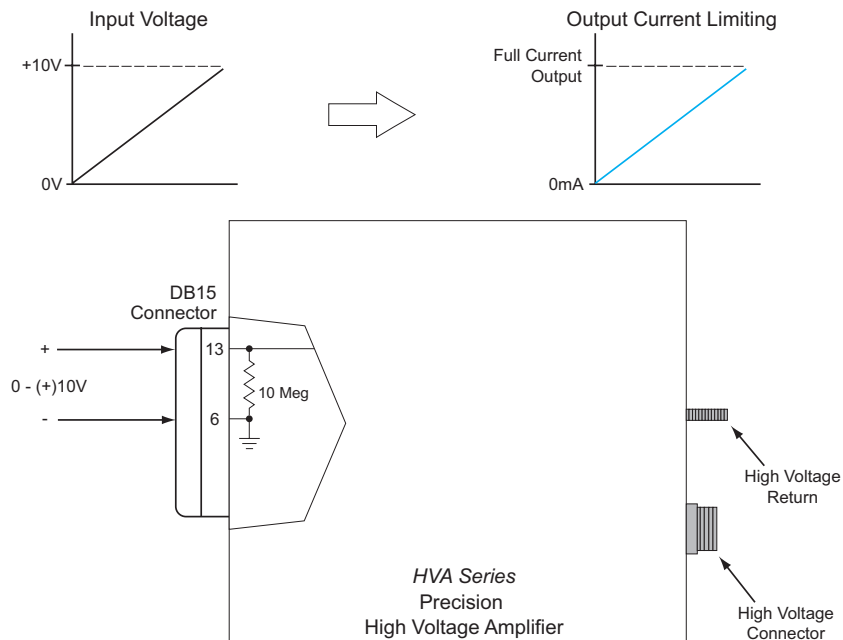 Input Voltage
Output Current Limiting
+10V
0V
Full Current
Output
0mA
DB15
Connector
+
13
0 - (+)10V
10 Meg
-
6
High Voltage
Return
HVA Series
Precision
High Voltage Amplifier
High Voltage
Connector